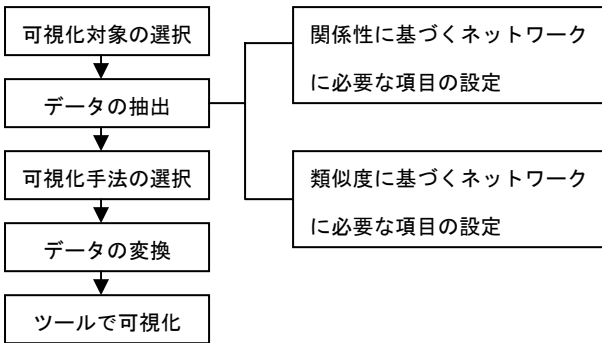 可視化対象の選択
データの抽出
可視化手法の選択
データの変換
ツールで可視化
関係性に基づくネットワーク
に必要な項目の設定
類似度に基づくネットワーク
に必要な項目の設定